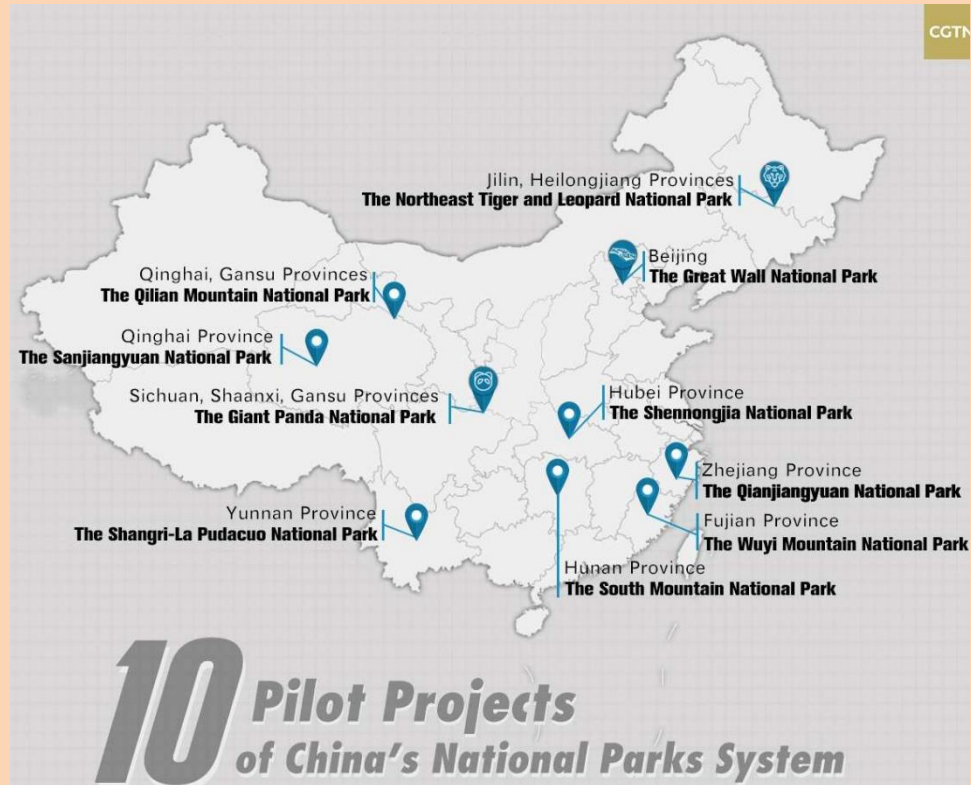 CGTN
Jilin, Heilongjiang Provinces
The Northeast Tiger and Leopard National Park
Beijing
The Great Wall National Park
Qinghai, Gansu Provinces
The Qilian Mountain National Park
Qinghai Province
The Sanjiangyuan National Park
Sichuan, Shaanxi, Gansu Provinces
The Giant Panda National Park
Hubei Province
The Shennongjia National Park
Zhejiang Province
The Qianjiangyuan National Park
Yunnan Province
The Shangri-La Pudacuo National Park
Fujian Province
The Wuyi Mountain National Park
Hunan Province
The South Mountain National Park
10 Pilot Projects
of China's National Parks System